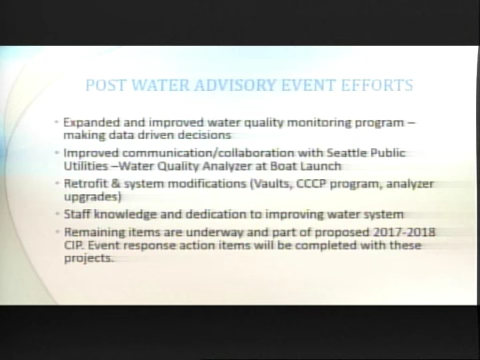 POST WATER ADVISORY EVENT EFFORTS
• Expanded and improved water quality monitoring program –
making data driven decisions
• Improved communication/collaboration with Seattle Public
Utilities –Water Quality Analyzer at Boat Launch
• Retrofit & system modifications (Vaults, CCCP program, analyzer
upgrades)
• Staff knowledge and dedication to improving water system
• Remaining items are underway and part of proposed 2017-2018
CIP. Event response action items will be completed with these
projects.